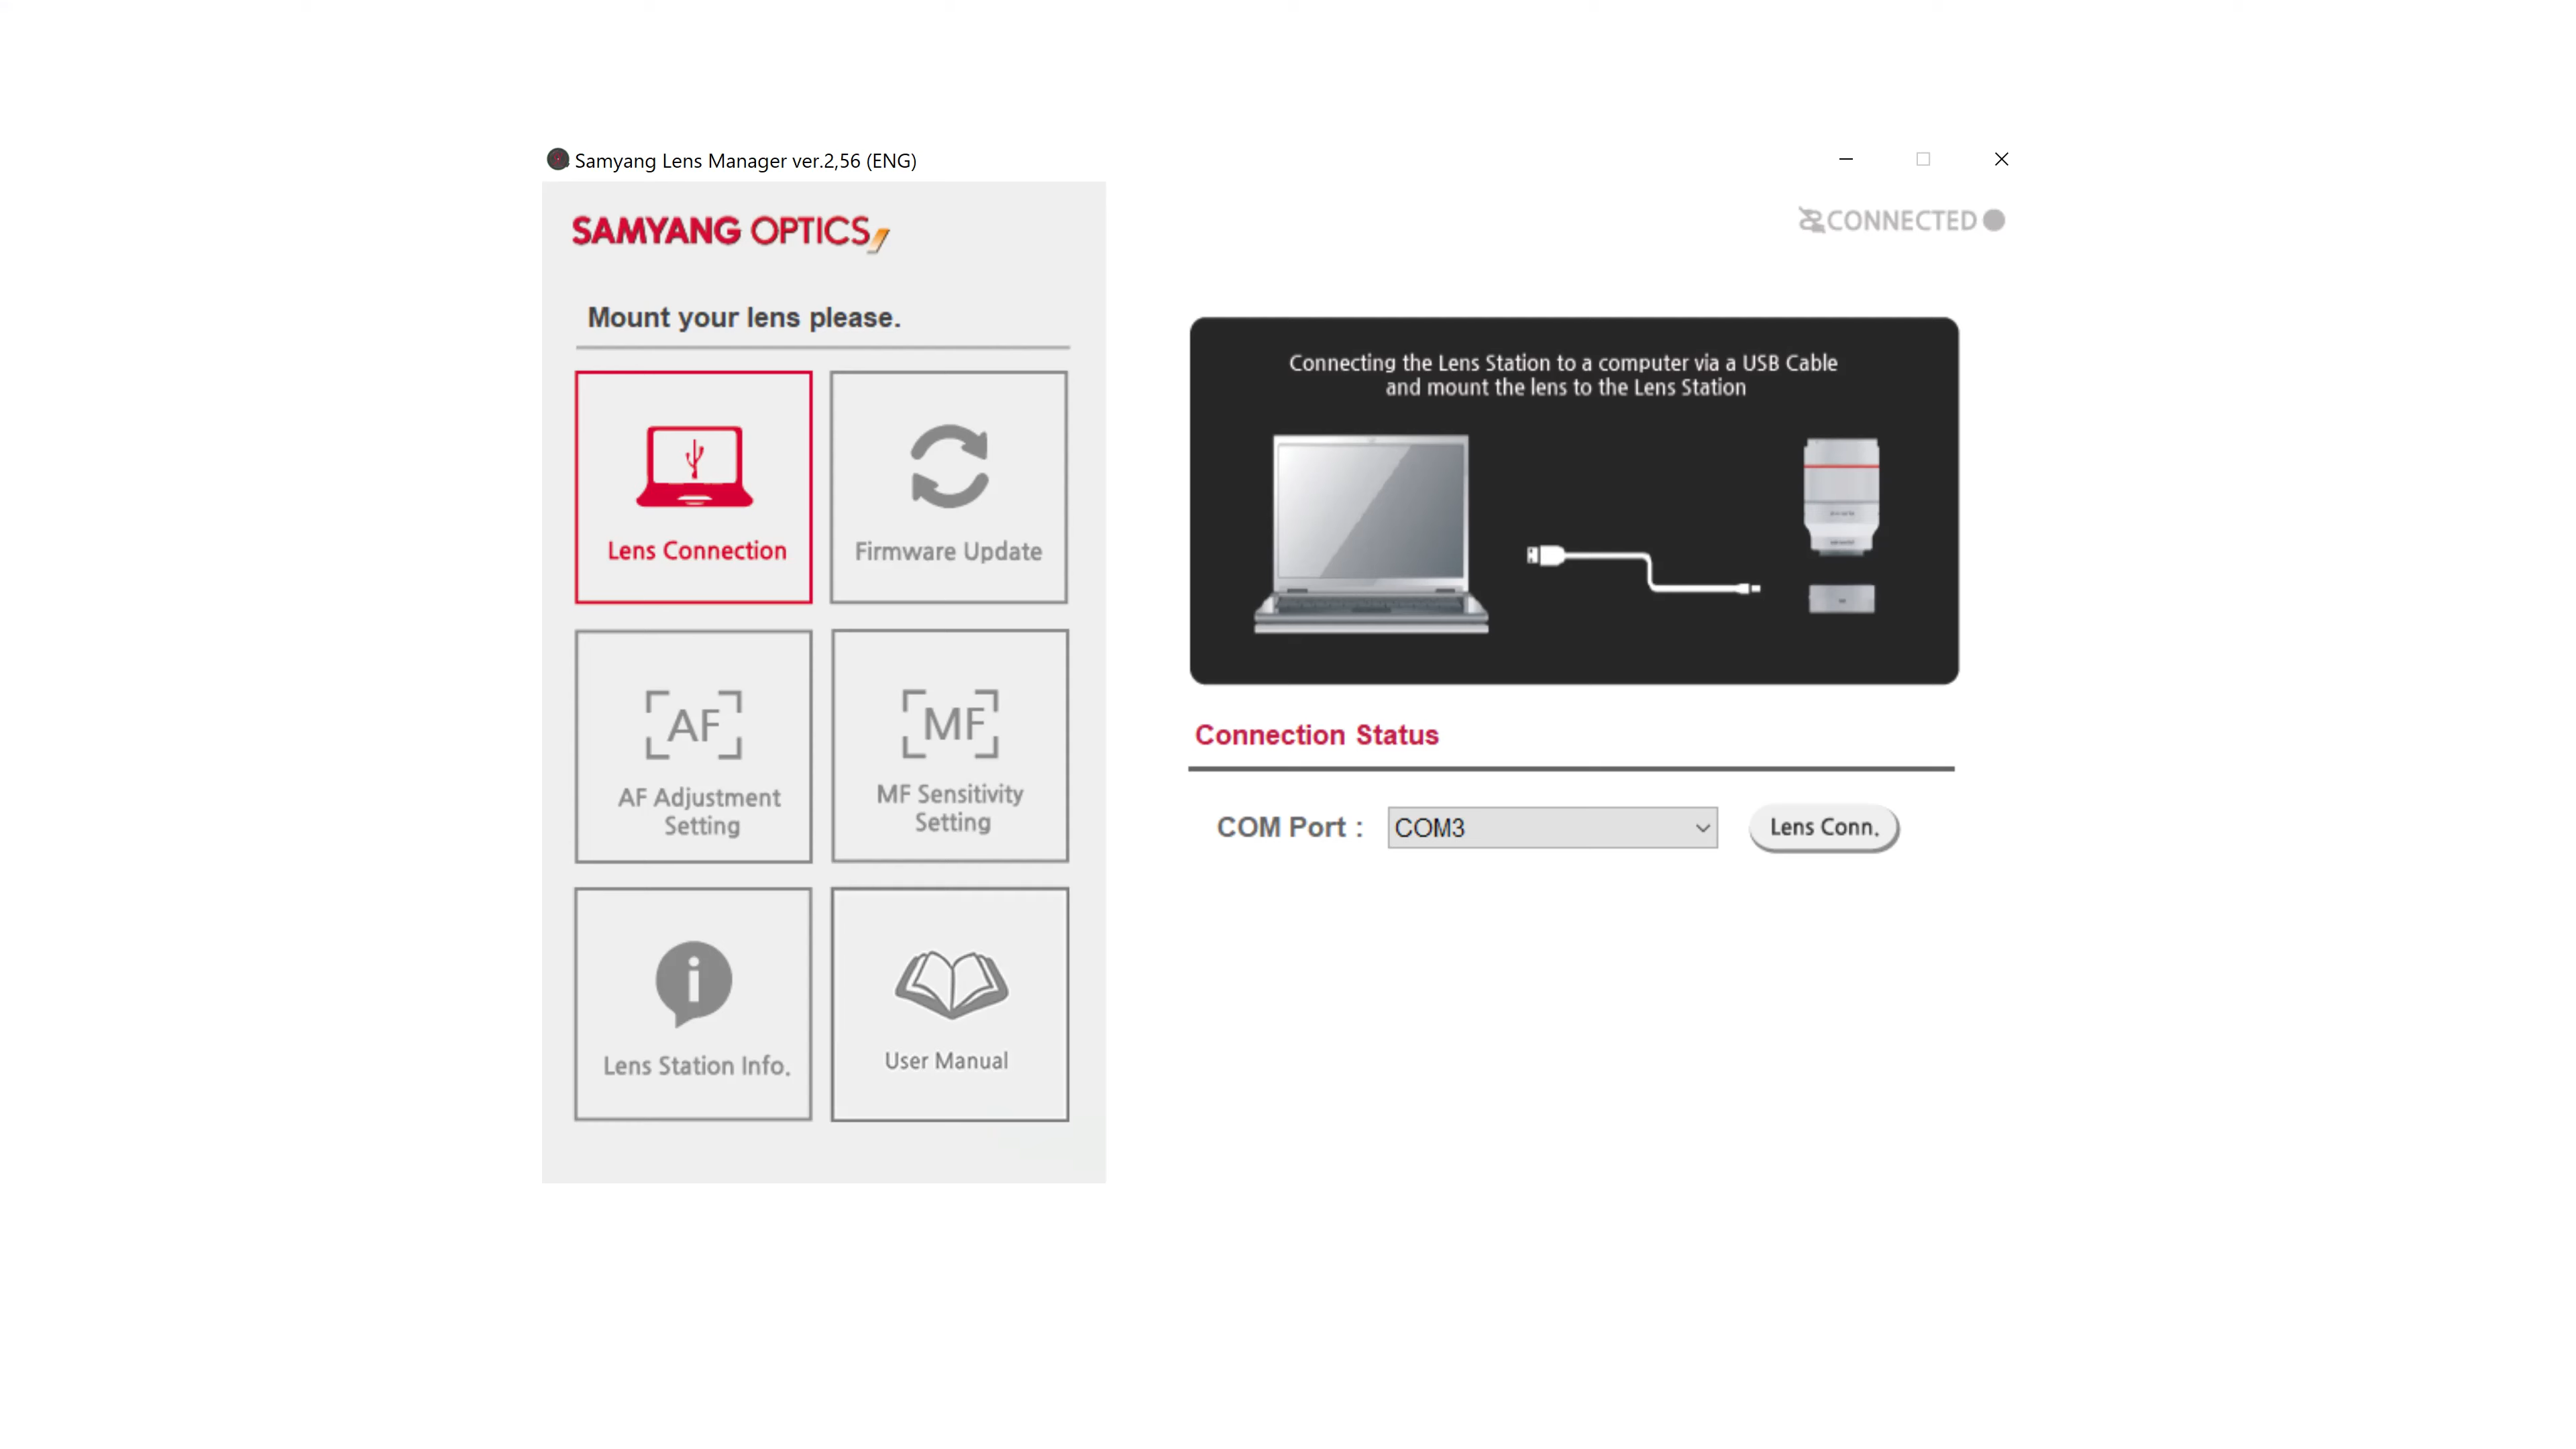 Samyang Lens Manager ver.2,56 (ENG)
SAMYANG OPTICS
CONNECTED
Mount your lens please.
Lens Connection
Firmware Update
AF
AF Adjustment
Setting
MF
MF Sensitivity
Setting
Lens Station Info.
User Manual
Connecting the Lens Station to a computer via a USB Cable
and mount the lens to the Lens Station
Connection Status
COM Port :
COM3
Lens Conn.